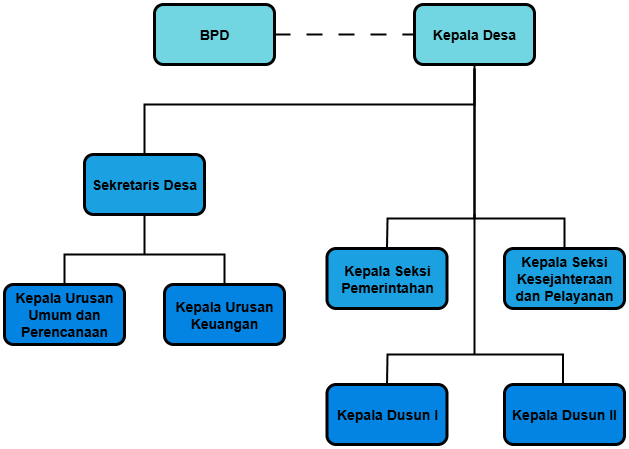 BPD
Kepala Desa
Sekretaris Desa
Kepala Seksi
Pemerintahan
Kepala Seksi
Kesejahteraan
dan Pelayanan
Kepala Urusan
Umum dan
Perencanaan
Kepala Urusan
Keuangan
Kepala Dusun I
Kepala Dusun II